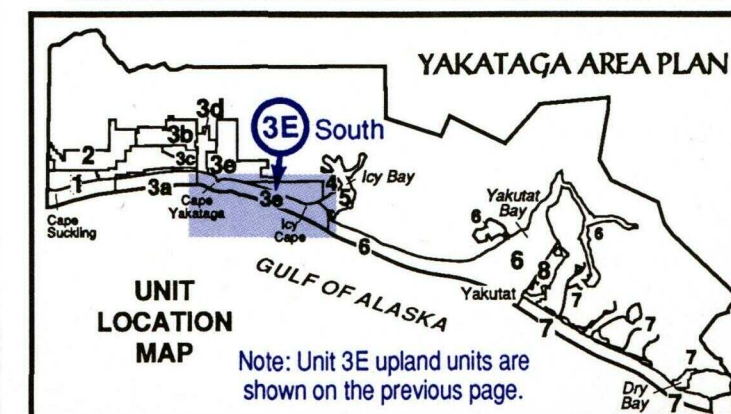 YAKATAGA AREA PLAN
3d
3E South
3b
2
3c
3e
1
3a
Cape
Yakataga
3e
4
5
Icy Bay
Cape
Suckling
Icy
Cape
6
Yakutat
Bay
6
6
6
6
8
GULF OF ALASKA
Yakutat
7
7
7
7
7
Dry
Bay
7
UNIT
LOCATION
MAP
Note: Unit 3E upland units are
shown on the previous page.